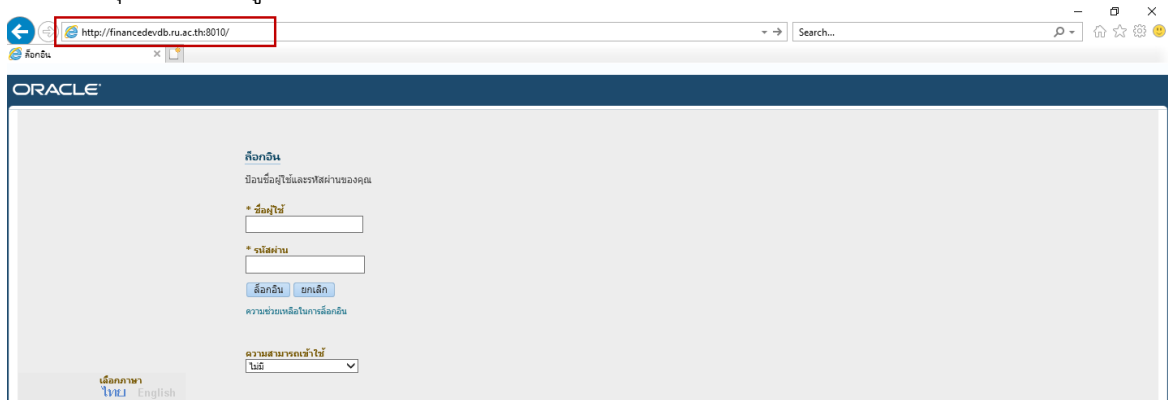 http://financedevdb.ru.ac.th:8010/
Search...
ล็อกอิน
ORACLE
ล็อกอิน
ป้อนชื่อผู้ใช้และรหัสผ่านของคุณ
* ชื่อผู้ใช้
* รหัสผ่าน
ล็อกอิน ยกเลิก
ความช่วยเหลือในการล็อกอิน
ความสามารถเข้าใช้
ไม่มี
เลือกภาษา
ไทย English